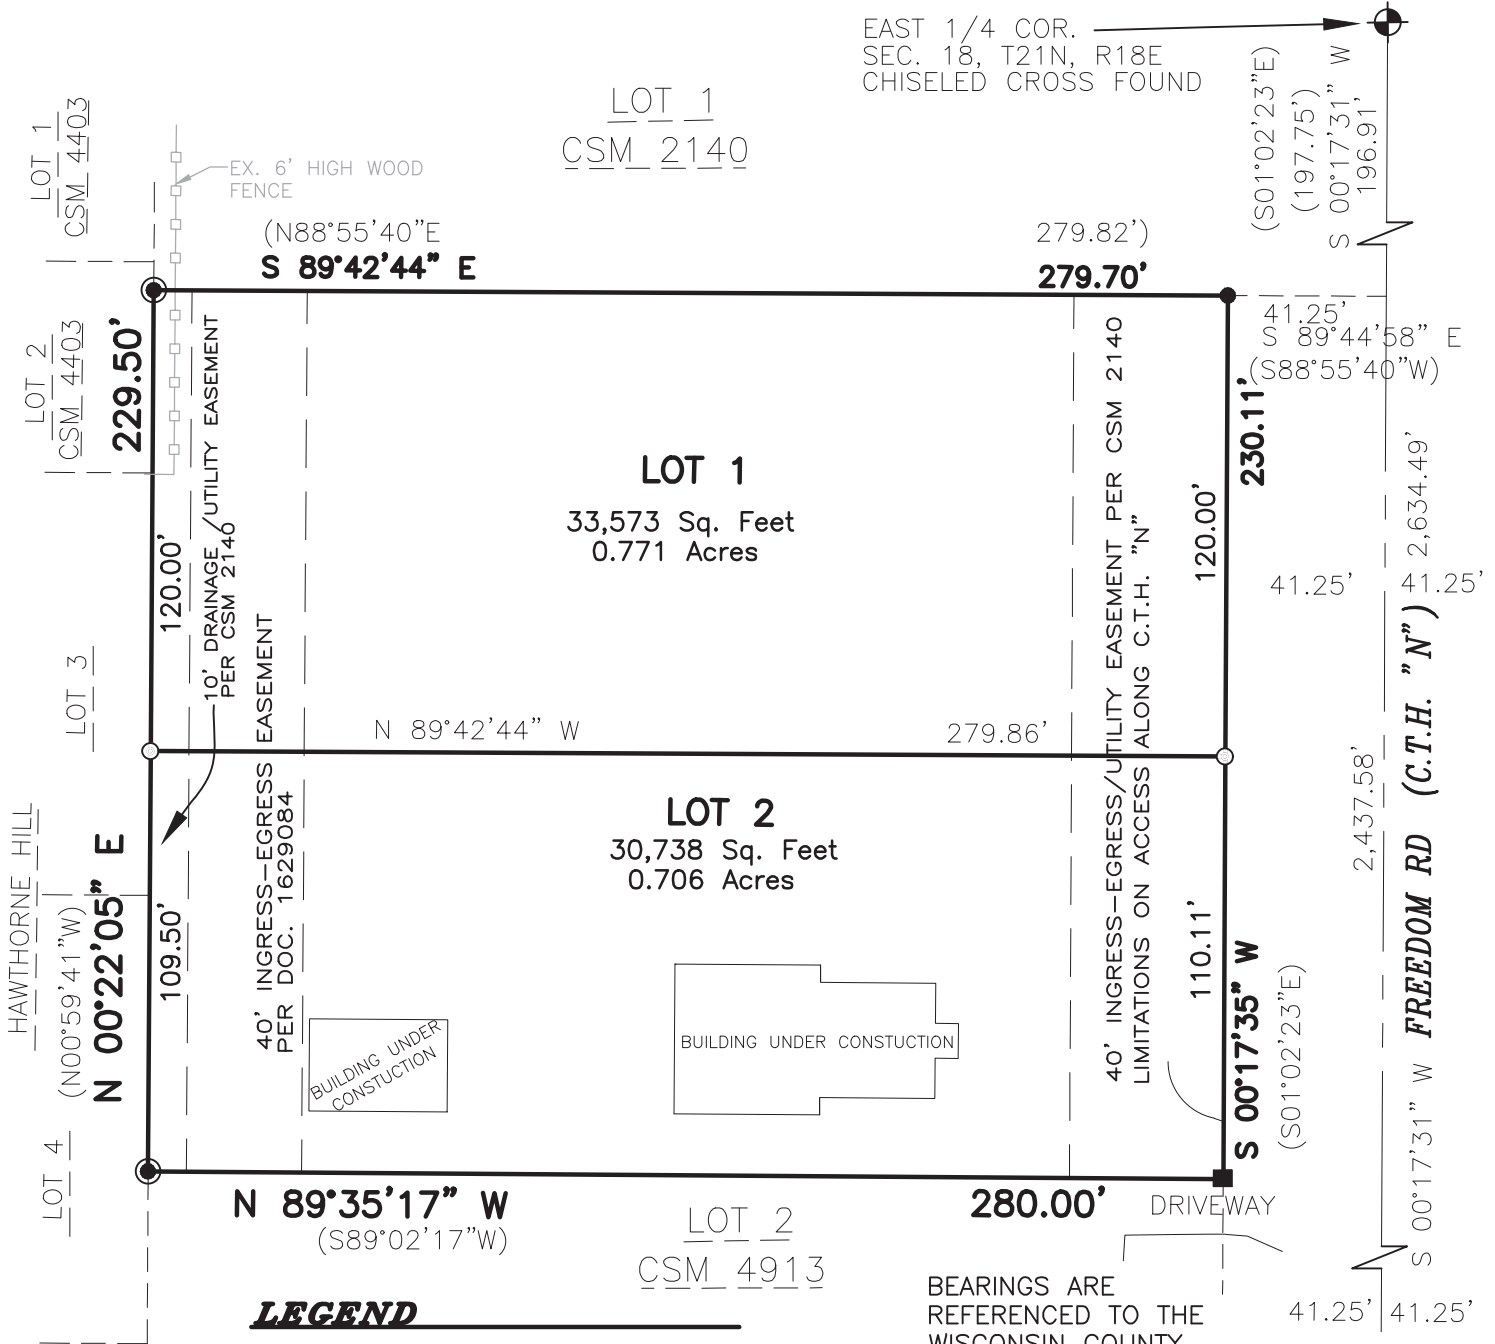 EAST 1/4 COR.
SEC. 18, T21N, R18E
CHISELED CROSS FOUND
(S01°02'23"E)
(197.75')
S 00°17'31" W
196.91'
LOT 1
CSM 2140
LOT 1
CSM 4403
EX. 6' HIGH WOOD
FENCE
(N88°55'40"E
279.82')
S 89°42'44" E
279.70'
41.25'
S 89°44'58" E
(S88°55'40"W)
LOT 2
CSM 4403
229.50'
120.00'
10' DRAINAGE/UTILITY EASEMENT
PER CSM 2140
LOT 1
33,573 Sq. Feet
0.771 Acres
40' INGRESS-EGRESS/UTILITY EASEMENT PER CSM 2140
LIMITATIONS ON ACCESS ALONG C.T.H. "N"
120.00'
230.11'
2,634.49'
41.25'
41.25'
LOT 3
N 89°42'44" W
279.86'
40' INGRESS-EGRESS EASEMENT
PER DOC. 1629084
LOT 2
30,738 Sq. Feet
0.706 Acres
2,437.58'
FREEDOM RD (C.T.H. "N")
HAWTHORNE HILL
(N00°59'41"W)
N 00°22'05" E
109.50'
BUILDING UNDER
CONSTUCTION
BUILDING UNDER CONSTUCTION
110.11'
S 00°17'35" W
(S01°02'23"E)
S 00°17'31" W
LOT 4
N 89°35'17" W
280.00'
(S89°02'17"W)
DRIVEWAY
LOT 2
CSM 4913
LEGEND
BEARINGS ARE
REFERENCED TO THE
WISCONSIN COUNTY
41.25'
41.25'